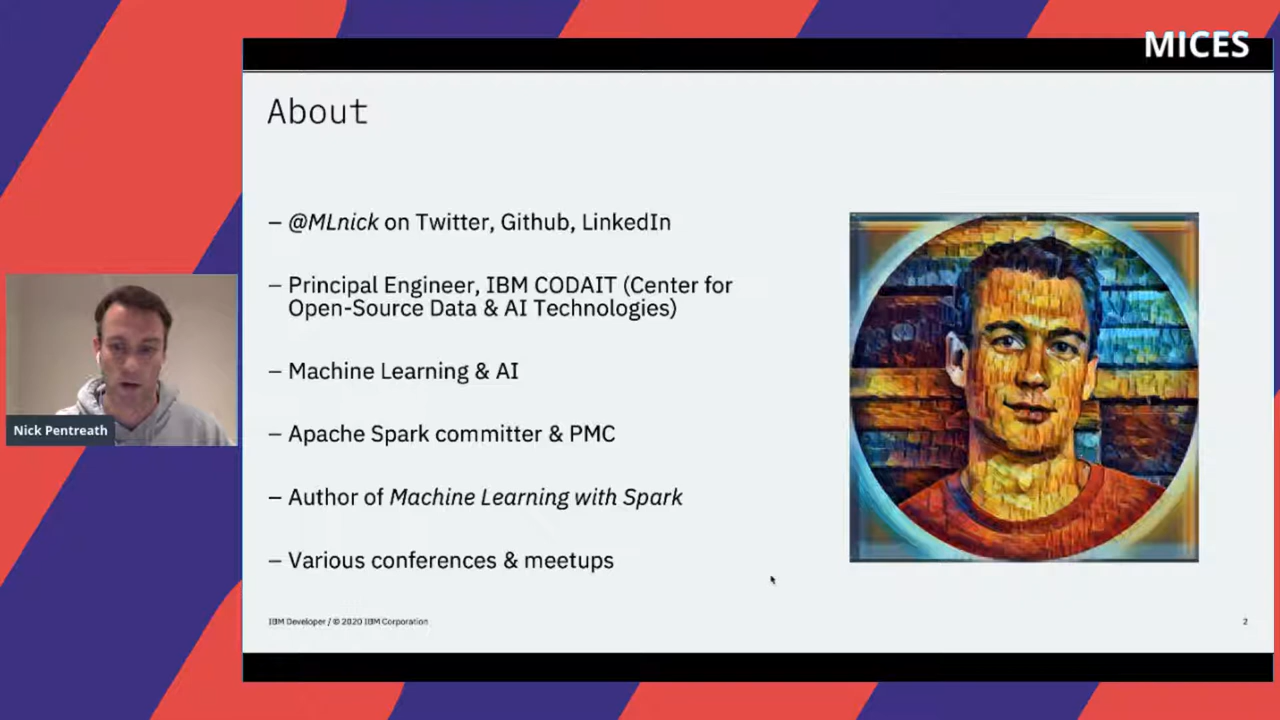 MICES
About
– @MLnick on Twitter, Github, LinkedIn
– Principal Engineer, IBM CODAIT (Center for
Open-Source Data & AI Technologies)
– Machine Learning & AI
– Apache Spark committer & PMC
– Author of Machine Learning with Spark
– Various conferences & meetups
Nick Pentreath
IBM Developer / © 2020 IBM Corporation
2